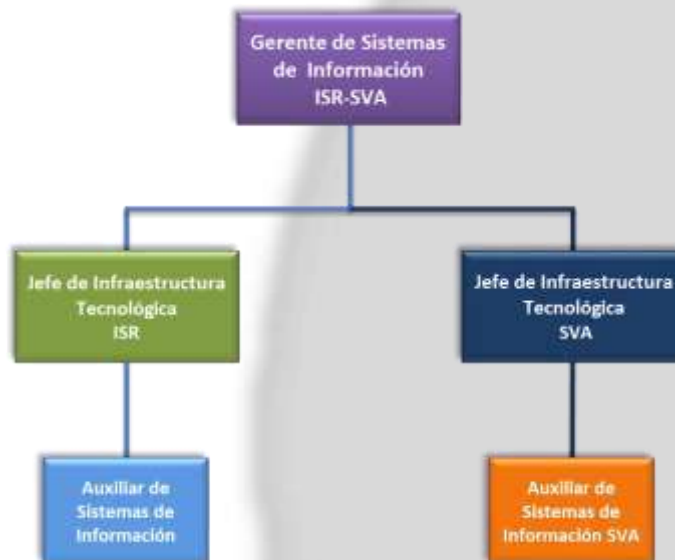 Gerente de Sistemas
de Información
ISR-SVA
Jefe de Infraestructura
Tecnológica
ISR
Jefe de Infraestructura
Tecnológica
SVA
Auxiliar de
Sistemas de
Información
Auxiliar de
Sistemas de
Información SVA